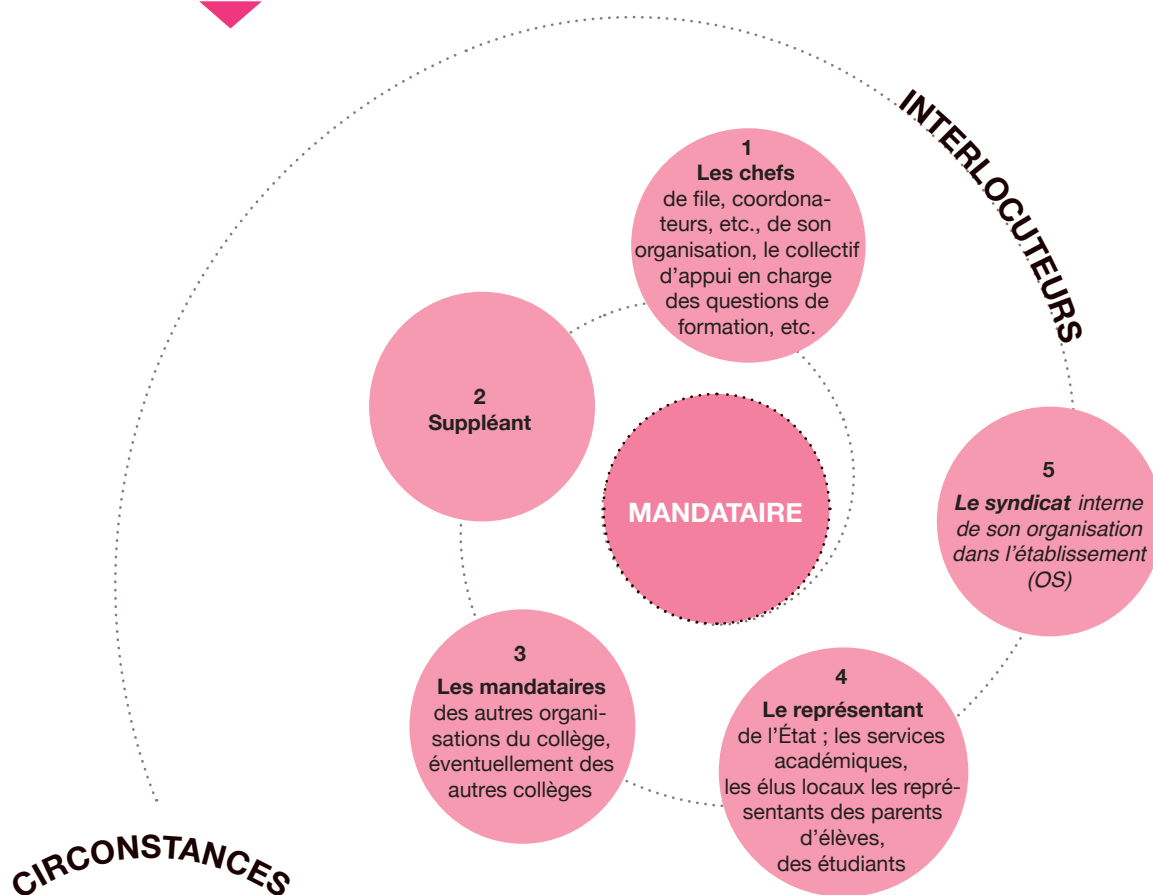 INTERLOCUTEURS
1
Les chefs
de file, coordona-
teurs, etc., de son
organisation, le collectif
d'appui en charge
des questions de
formation, etc.
2
Suppléant
MANDATAIRE
5
Le syndicat interne
de son organisation
dans l'établissement
(OS)
3
Les mandataires
des autres organi-
sations du collège,
éventuellement des
autres collèges
4
Le représentant
de l'État ; les services
académiques,
les élus locaux les repré-
sentants des parents
d'élèves,
des étudiants
CIRCONSTANCES